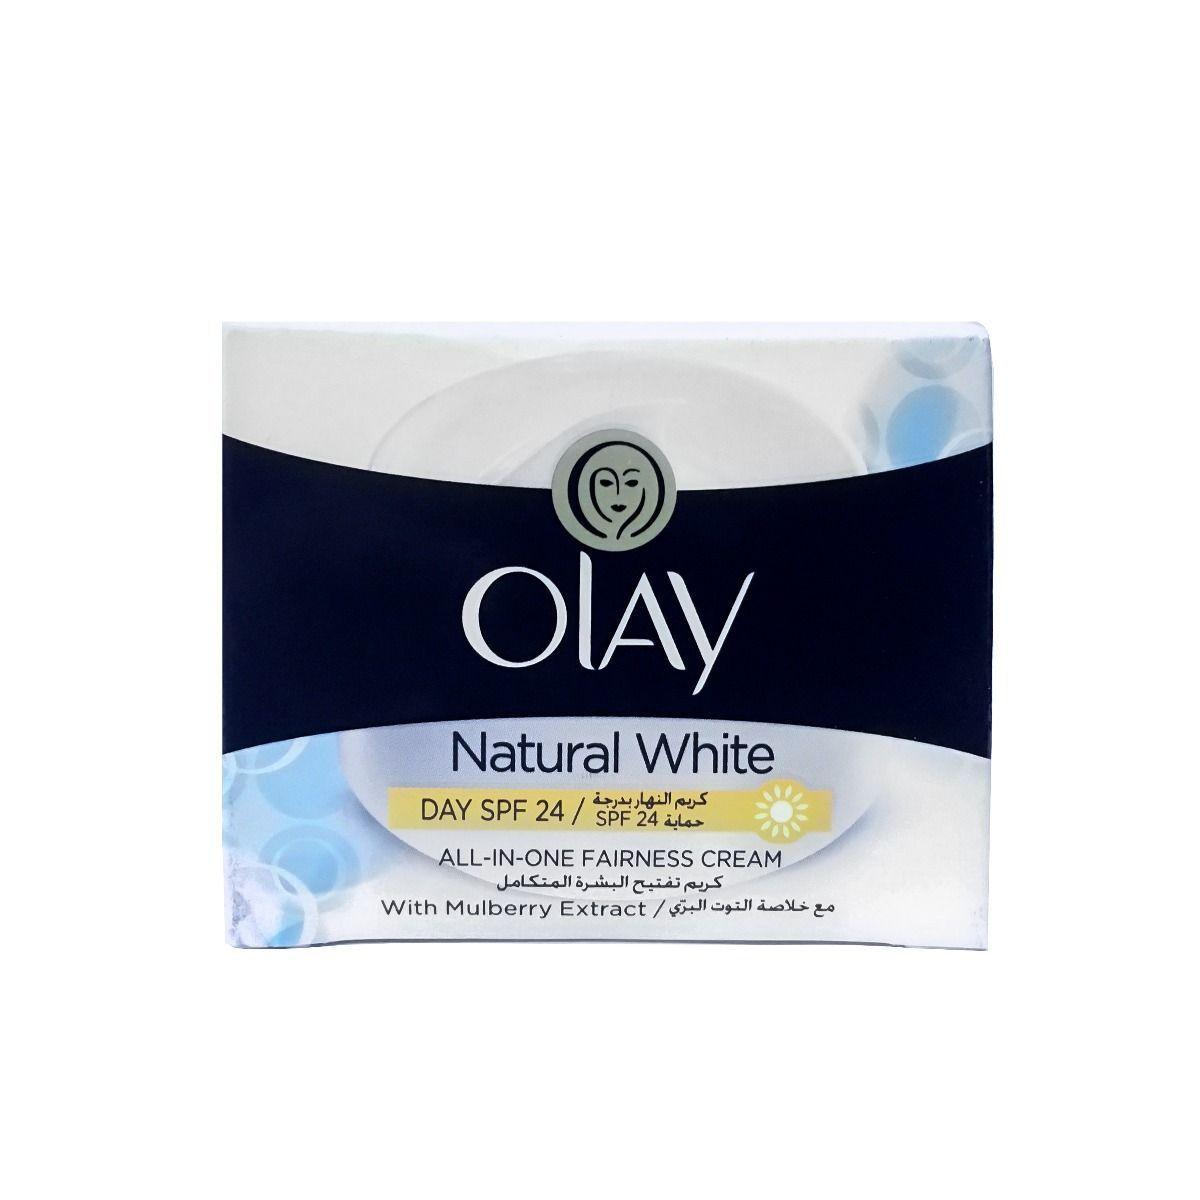 OLAY
Natural White
DAY SPF 24 / كريم النهار بدرجة
حماية SPF 24
ALL-IN-ONE FAIRNESS CREAM
كريم تفتيح البشرة المتكامل
With Mulberry Extract / مع خلاصة التوت البرّي